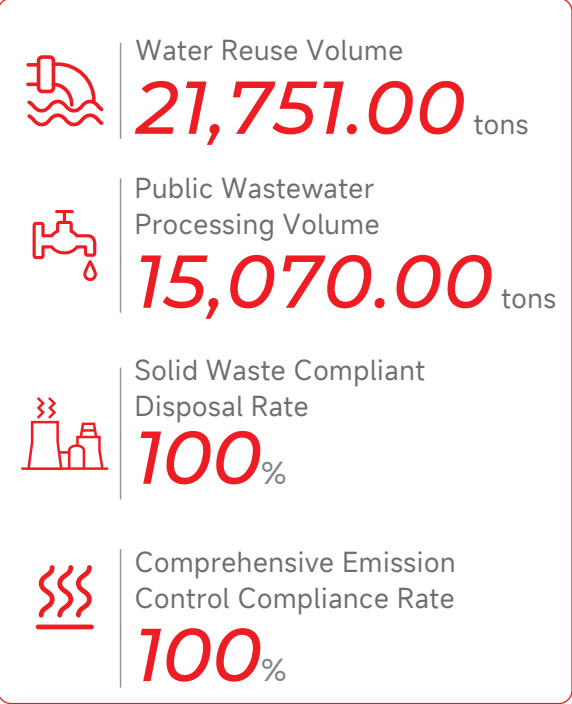 Water Reuse Volume
21,751.00 tons
Public Wastewater
Processing Volume
15,070.00 tons
Solid Waste Compliant
Disposal Rate
100%
Comprehensive Emission
Control Compliance Rate
100%